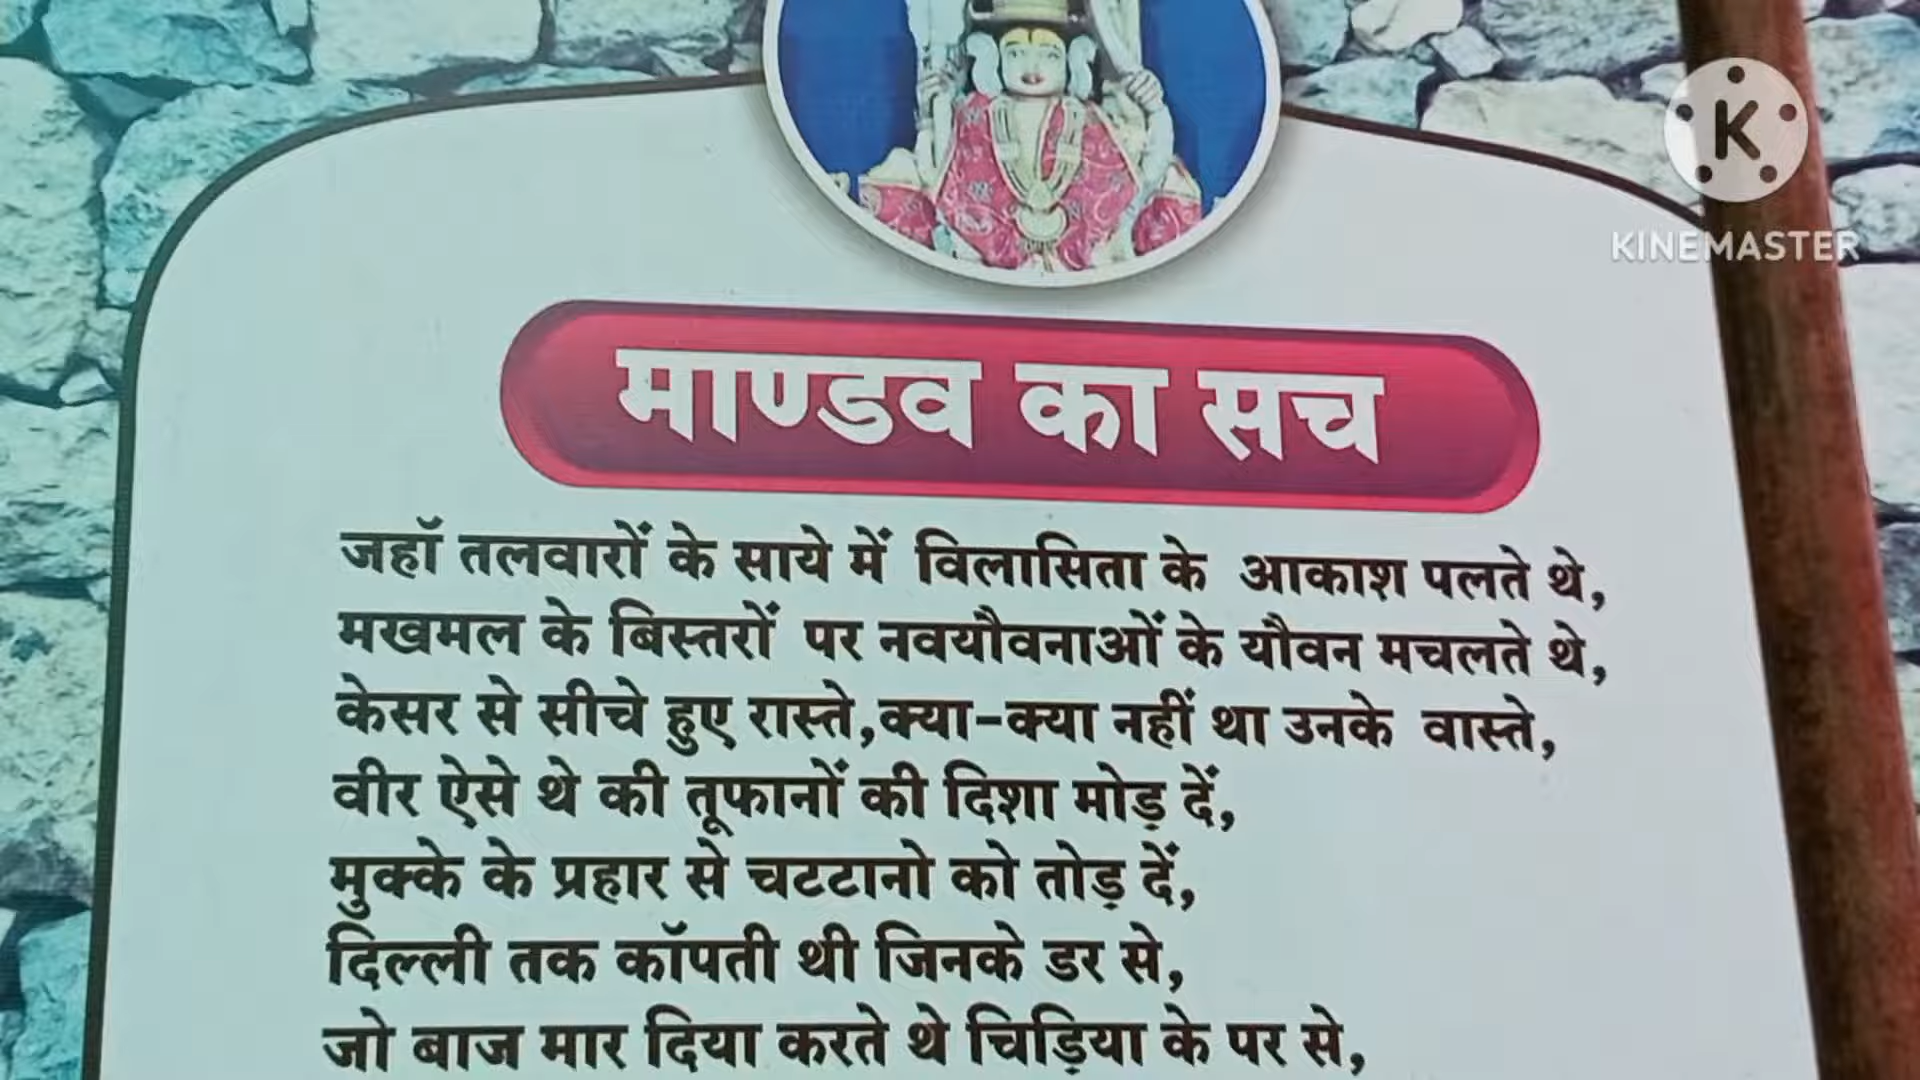 K
KINEMASTER
माण्डव का सच
जहॉ तलवारों के साये में विलासिता के आकाश पलते थे,
मखमल के बिस्तरों पर नवयौवनाओं के यौवन मचलते थे,
केसर से सीचे हुए रास्ते,क्या-क्या नहीं था उनके वास्ते,
वीर ऐसे थे की तूफानों की दिशा मोड़ दें,
मुक्के के प्रहार से चटटानो को तोड़ दें,
दिल्ली तक कॉपती थी जिनके डर से,
जो बाज मार दिया करते थे चिड़िया के पर से,